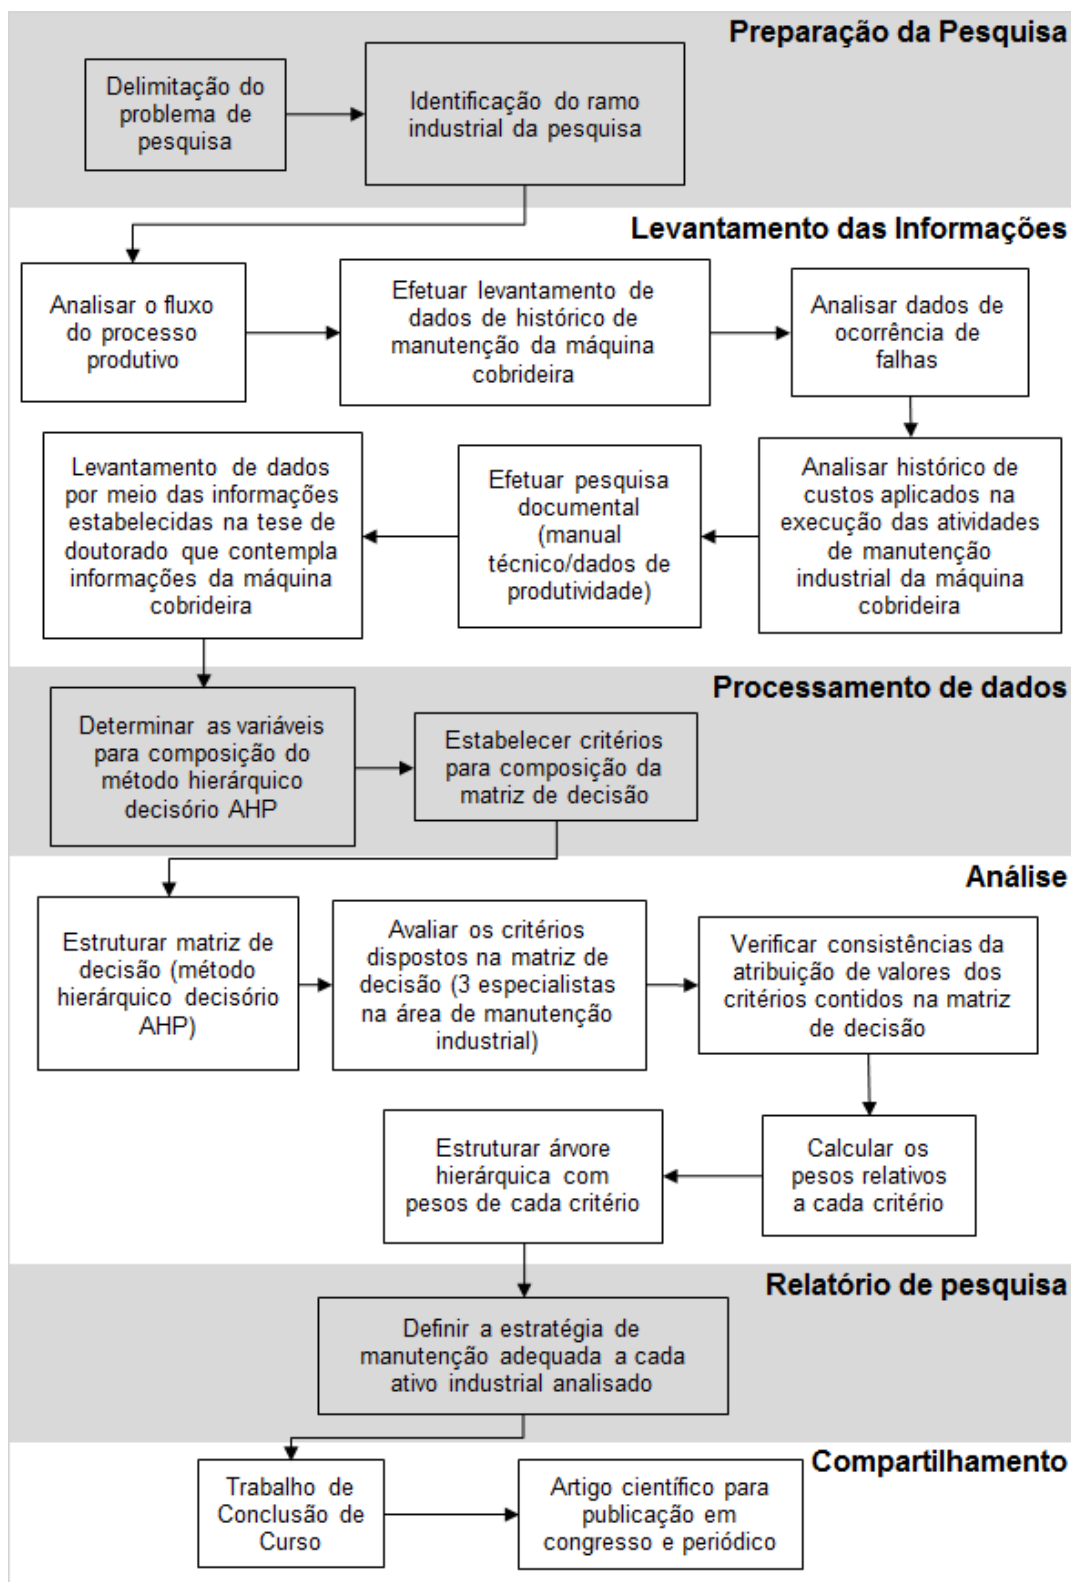 Preparação da Pesquisa
Delimitação do
problema de
pesquisa
Identificação do ramo
industrial da pesquisa
Levantamento das Informações
Analisar o fluxo
do processo
produtivo
Efetuar levantamento de
dados de histórico de
manutenção da máquina
cobrideira
Analisar dados de
ocorrência de
falhas
Analisar histórico de
custos aplicados na
execução das atividades
de manutenção
industrial da máquina
cobrideira
Efetuar pesquisa
documental
(manual
técnico/dados de
produtividade)
Levantamento de dados
por meio das informações
estabelecidas na tese de
doutorado que contempla
informações da máquina
cobrideira
Processamento de dados
Determinar as variáveis
para composição do
método hierárquico
decisório AHP
Estabelecer critérios
para composição da
matriz de decisão
Análise
Estruturar matriz de
decisão (método
hierárquico decisório
AHP)
Avaliar os critérios
dispostos na matriz de
decisão (3 especialistas
na área de manutenção
industrial)
Verificar consistências da
atribuição de valores dos
critérios contidos na matriz
de decisão
Calcular os
pesos relativos
a cada critério
Estruturar árvore
hierárquica com
pesos de cada critério
Relatório de pesquisa
Definir a estratégia de
manutenção adequada a cada
ativo industrial analisado
Compartilhamento
Trabalho de
Conclusão de
Curso
Artigo científico para
publicação em
congresso e periódico